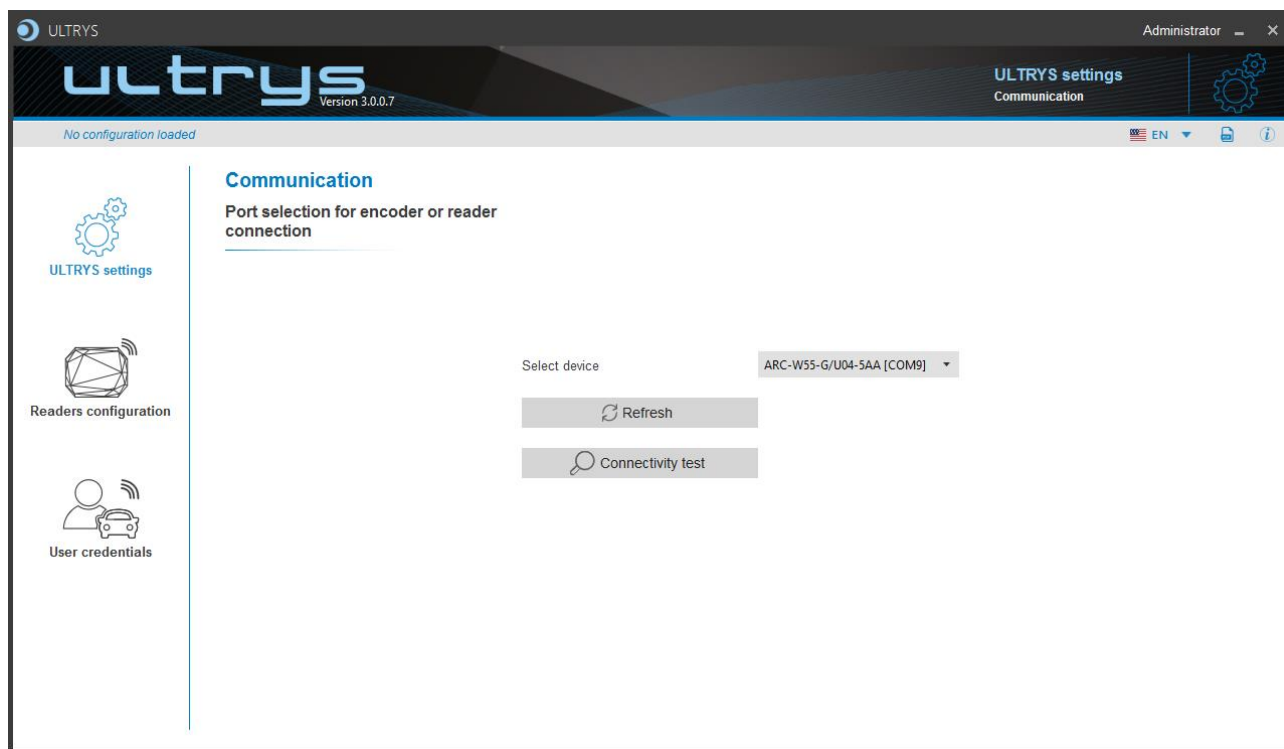 ULTRYS
Administrator
ultrys
Version 3.0.0.7
ULTRYS settings
Communication
No configuration loaded
EN
Communication
Port selection for encoder or reader
connection
ULTRYS settings
Select device
ARC-W55-G/U04-5AA [COM9]
Refresh
Readers configuration
Connectivity test
User credentials